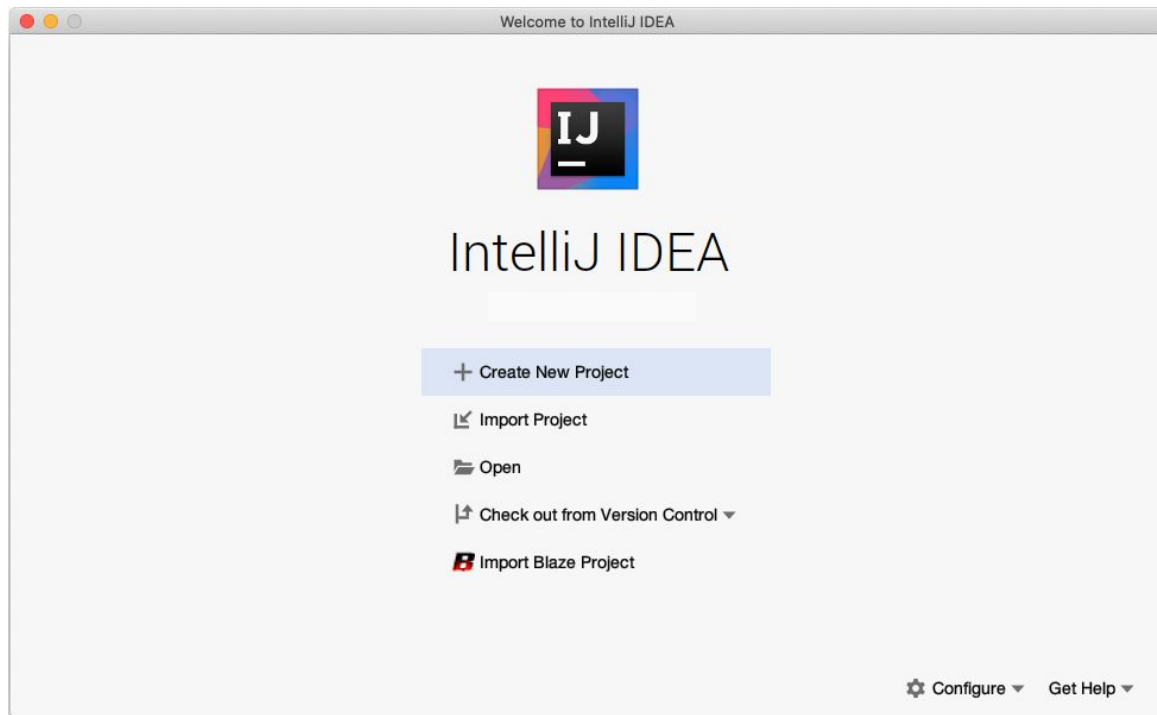 Welcome to IntelliJ IDEA
IJ
IntelliJ IDEA
Create New Project
Import Project
Open
Check out from Version Control
B Import Blaze Project
Configure Get Help